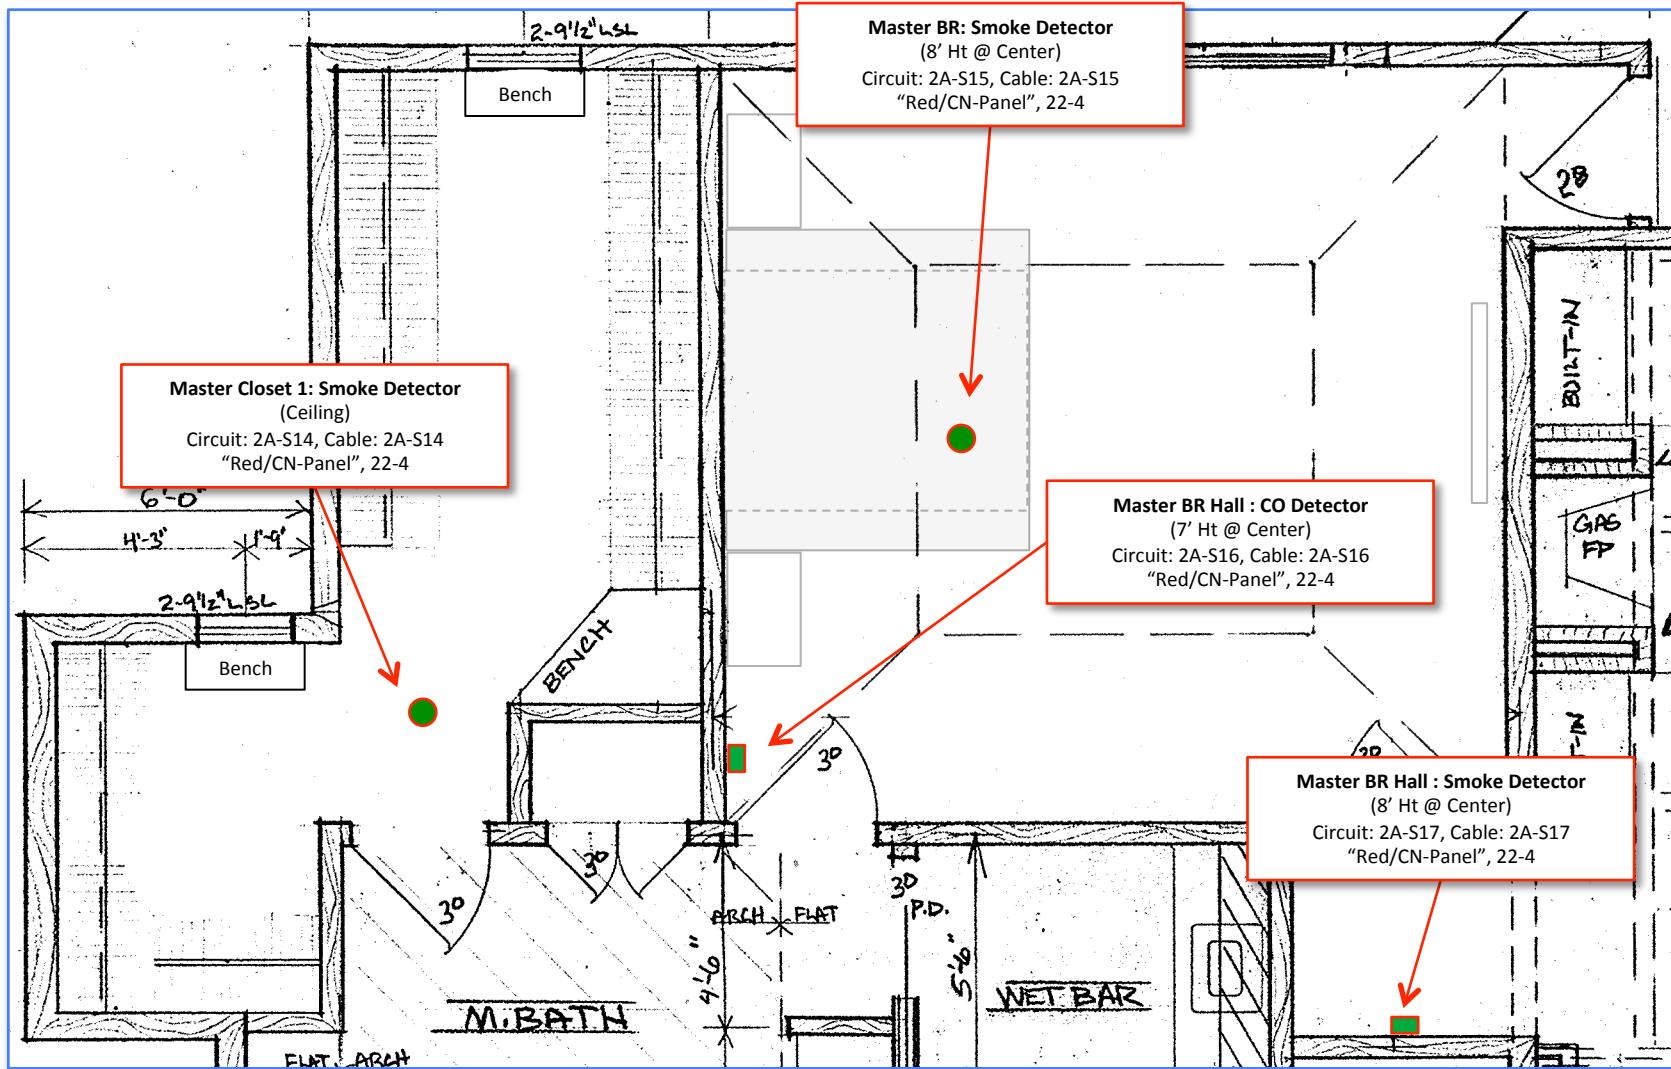 2-9½" LSL
Master BR: Smoke Detector
(8’ Ht @ Center)
Circuit: 2A-S15, Cable: 2A-S15
“Red/CN-Panel”, 22-4
Bench
28
BUILT-IN
Master Closet 1: Smoke Detector
(Ceiling)
Circuit: 2A-S14, Cable: 2A-S14
“Red/CN-Panel”, 22-4
6'-0"
4'-3"
1'-9"
Master BR Hall : CO Detector
(7’ Ht @ Center)
Circuit: 2A-S16, Cable: 2A-S16
“Red/CN-Panel”, 22-4
GAS
FP
2-9½" LSL
Bench
BENCH
30
T-IN
Master BR Hall : Smoke Detector
(8’ Ht @ Center)
Circuit: 2A-S17, Cable: 2A-S17
“Red/CN-Panel”, 22-4
30
30
30
P.D.
ARCH FLAT
4'-6"
5'-6"
WET BAR
M. BATH
FLAT ARCH